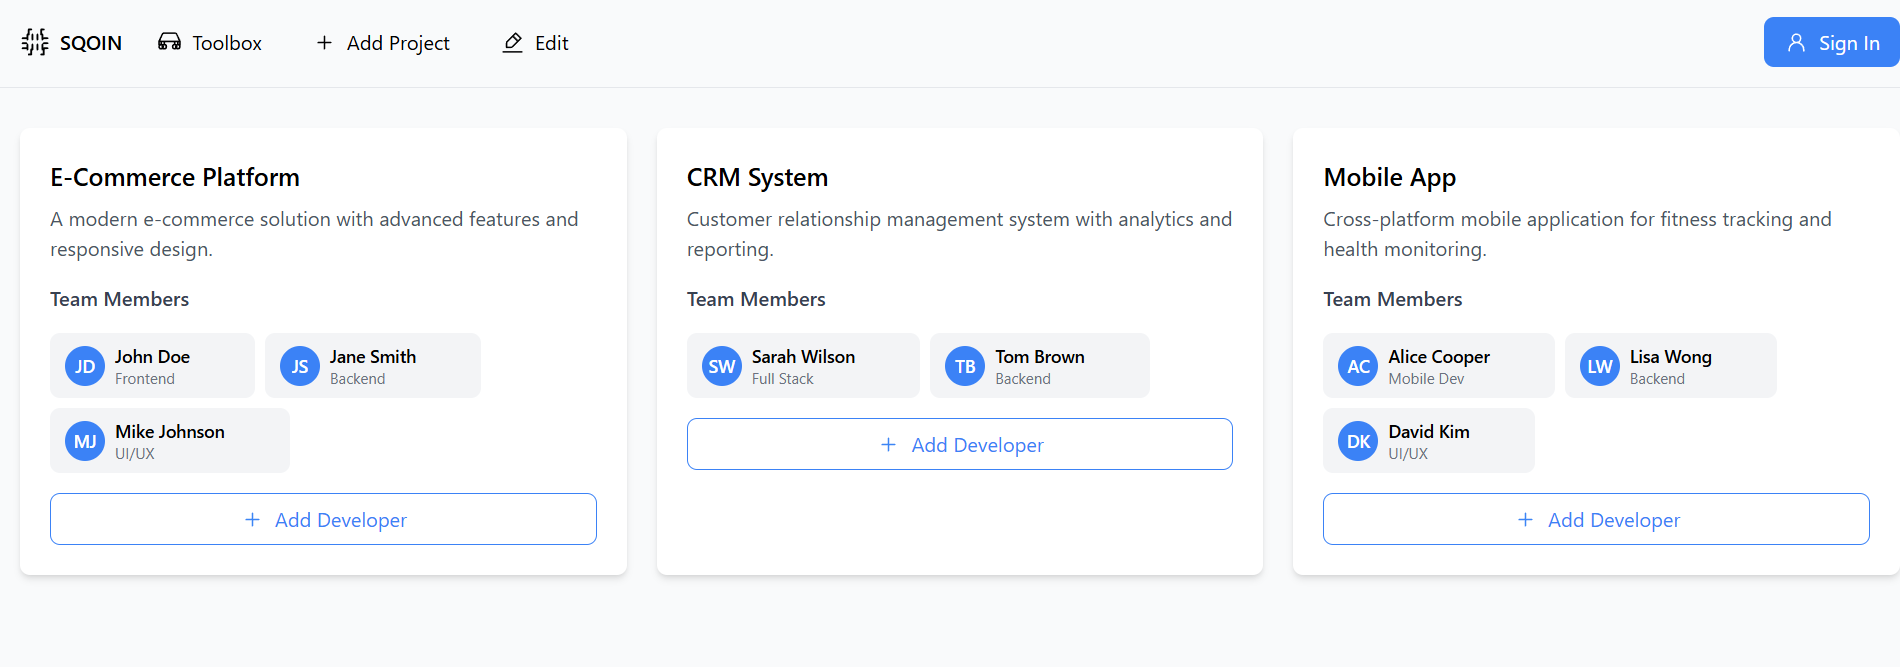 SQOIN
Toolbox
Add Project
Edit
Sign In
E-Commerce Platform
A modern e-commerce solution with advanced features and
responsive design.
Team Members
JD
John Doe
Frontend
JS
Jane Smith
Backend
MJ
Mike Johnson
UI/UX
Add Developer
CRM System
Customer relationship management system with analytics and
reporting.
Team Members
SW
Sarah Wilson
Full Stack
TB
Tom Brown
Backend
Add Developer
Mobile App
Cross-platform mobile application for fitness tracking and
health monitoring.
Team Members
AC
Alice Cooper
Mobile Dev
LW
Lisa Wong
Backend
DK
David Kim
UI/UX
Add Developer